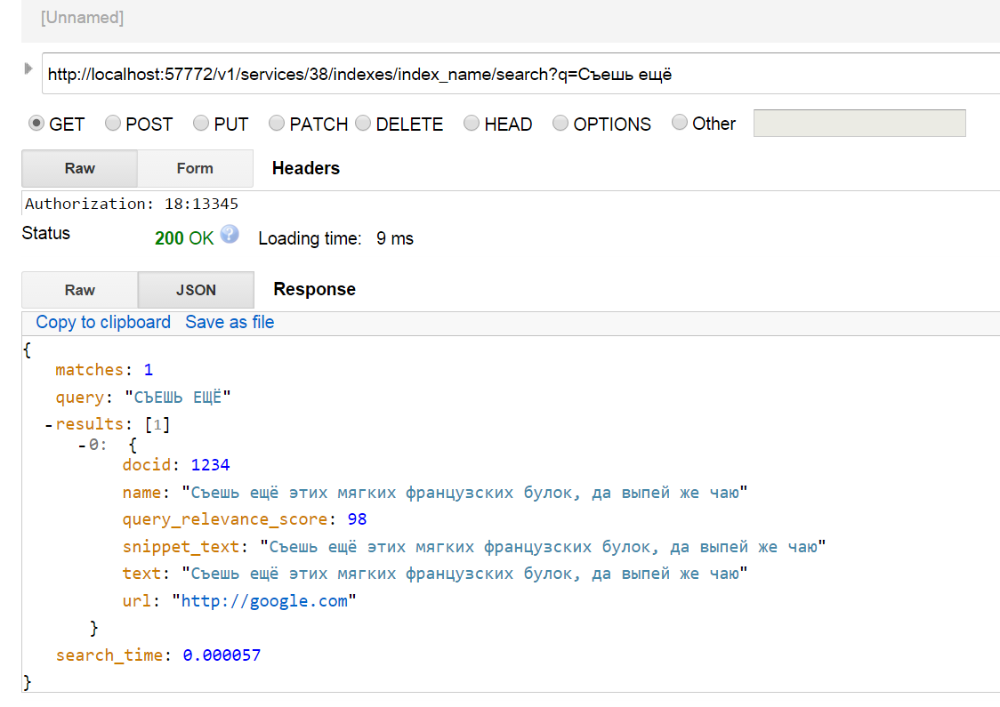 [Unnamed]
http://localhost:57772/v1/services/38/indexes/index_name/search?q=Съешь ещё
GET POST PUT PATCH DELETE HEAD OPTIONS Other
Raw Form Headers
Authorization: 18:13345
Status 200 OK ? Loading time: 9 ms
Raw JSON Response
Copy to clipboard Save as file
{
matches: 1
query: "СЪЕШЬ ЕЩЁ"
-results: [1]
-0: {
docid: 1234
name: "Съешь ещё этих мягких французских булок, да выпей же чаю"
query_relevance_score: 98
snippet_text: "Съешь ещё этих мягких французских булок, да выпей же чаю"
text: "Съешь ещё этих мягких французских булок, да выпей же чаю"
url: "http://google.com"
}
search_time: 0.000057
}